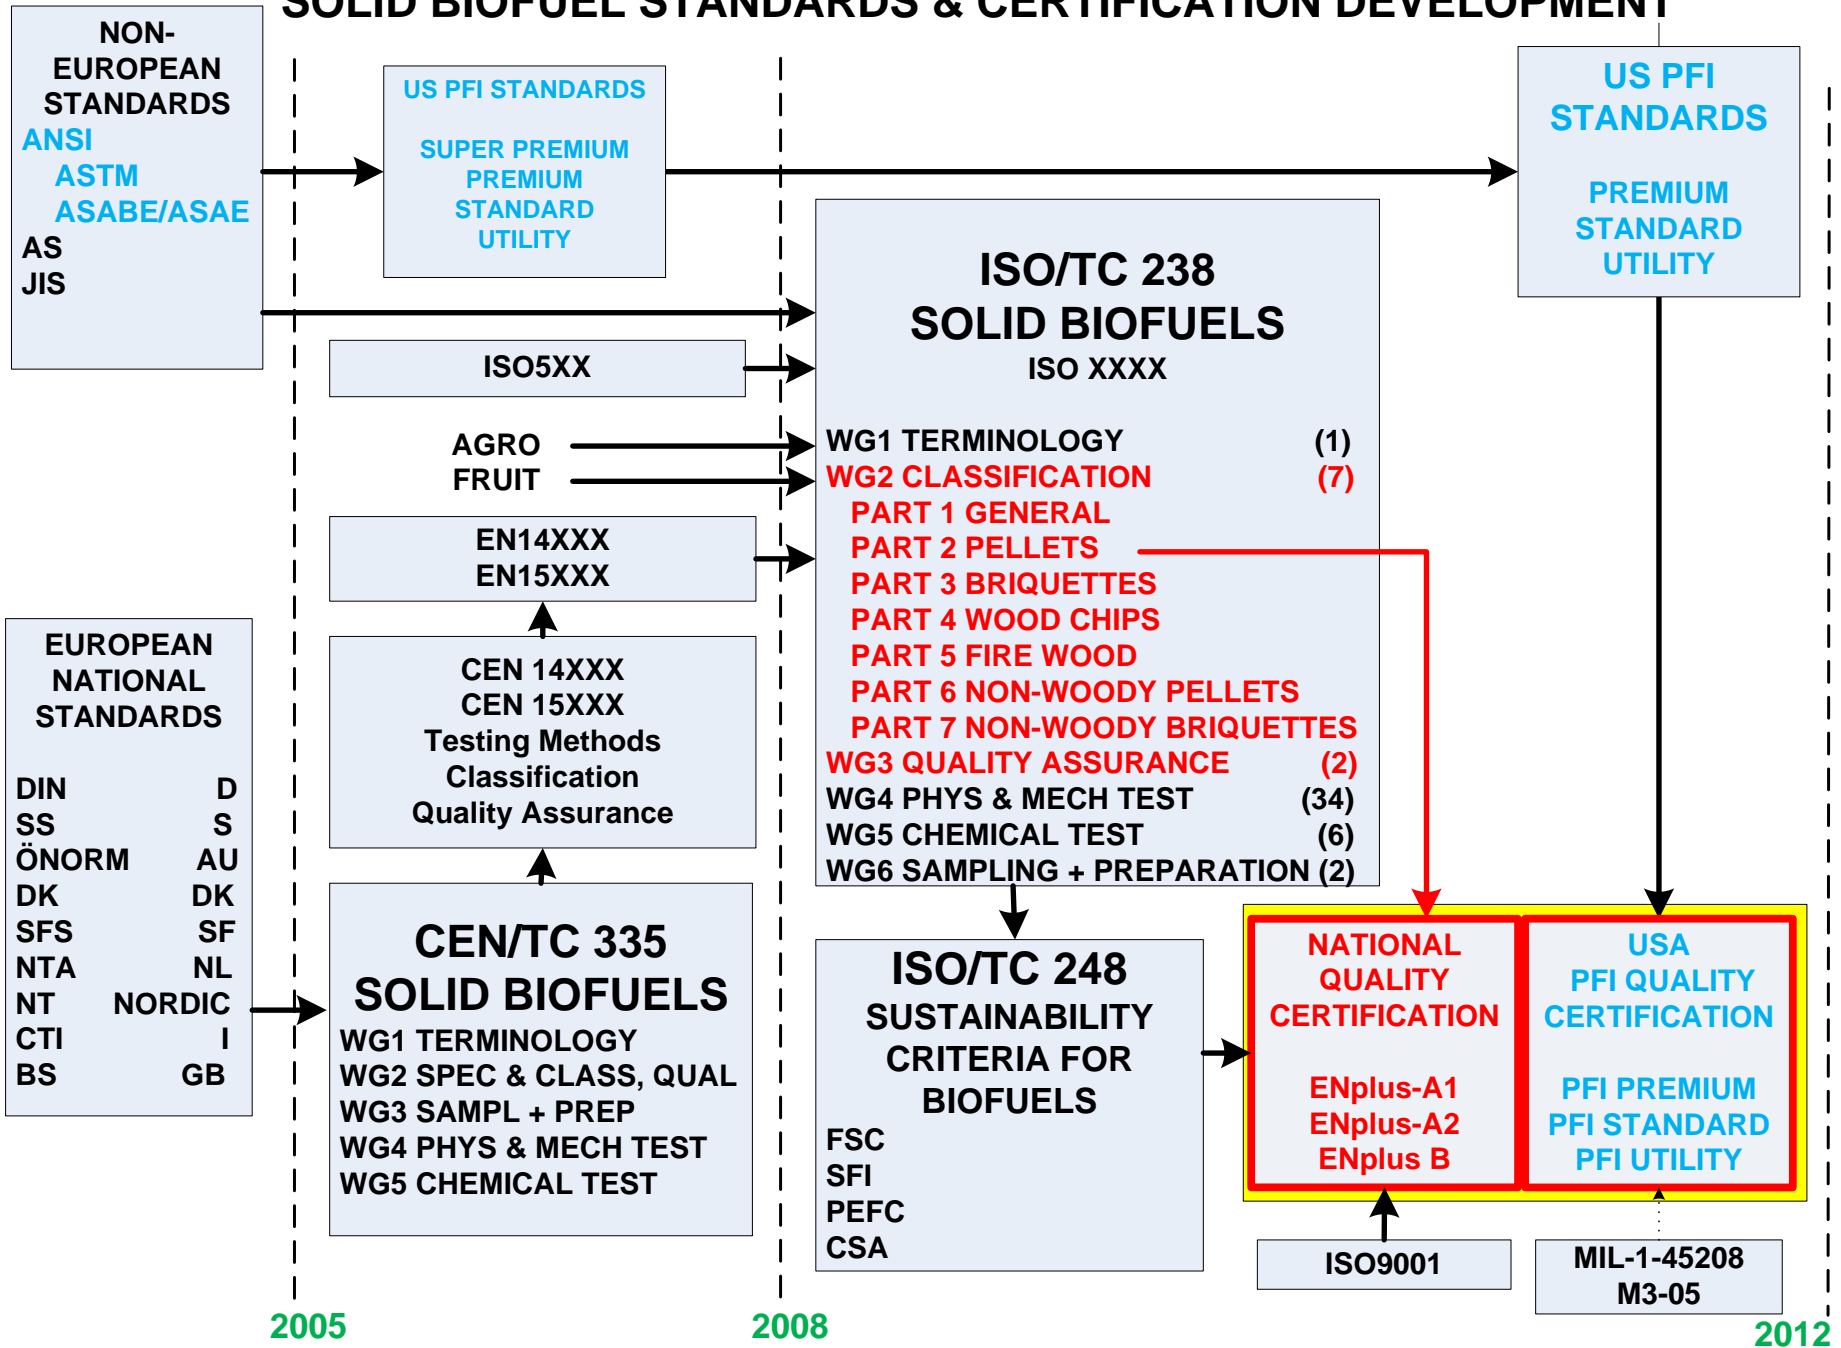 SOLID BIOFUEL STANDARDS & CERTIFICATION DEVELOPMENT
NON-
EUROPEAN
STANDARDS
ANSI
ASTM
ASABE/ASAE
AS
JIS
US PFI STANDARDS
SUPER PREMIUM
PREMIUM
STANDARD
UTILITY
US PFI
STANDARDS
PREMIUM
STANDARD
UTILITY
ISO5XX
AGRO
FRUIT
EN14XXX
EN15XXX
CEN 14XXX
CEN 15XXX
Testing Methods
Classification
Quality Assurance
EUROPEAN
NATIONAL
STANDARDS
DIN D
SS S
ÖNORM AU
DK DK
SFS SF
NTA NL
NT NORDIC
CTI I
BS GB
CEN/TC 335
SOLID BIOFUELS
WG1 TERMINOLOGY
WG2 SPEC & CLASS, QUAL
WG3 SAMPL + PREP
WG4 PHYS & MECH TEST
WG5 CHEMICAL TEST
ISO/TC 238
SOLID BIOFUELS
ISO XXXX
WG1 TERMINOLOGY (1)
WG2 CLASSIFICATION (7)
PART 1 GENERAL
PART 2 PELLETS
PART 3 BRIQUETTES
PART 4 WOOD CHIPS
PART 5 FIRE WOOD
PART 6 NON-WOODY PELLETS
PART 7 NON-WOODY BRIQUETTES
WG3 QUALITY ASSURANCE (2)
WG4 PHYS & MECH TEST (34)
WG5 CHEMICAL TEST (6)
WG6 SAMPLING + PREPARATION (2)
ISO/TC 248
SUSTAINABILITY
CRITERIA FOR
BIOFUELS
FSC
SFI
PEFC
CSA
NATIONAL
QUALITY
CERTIFICATION
ENplus-A1
ENplus-A2
ENplus B
USA
PFI QUALITY
CERTIFICATION
PFI PREMIUM
PFI STANDARD
PFI UTILITY
ISO9001
MIL-1-45208
M3-05
2005
2008
2012